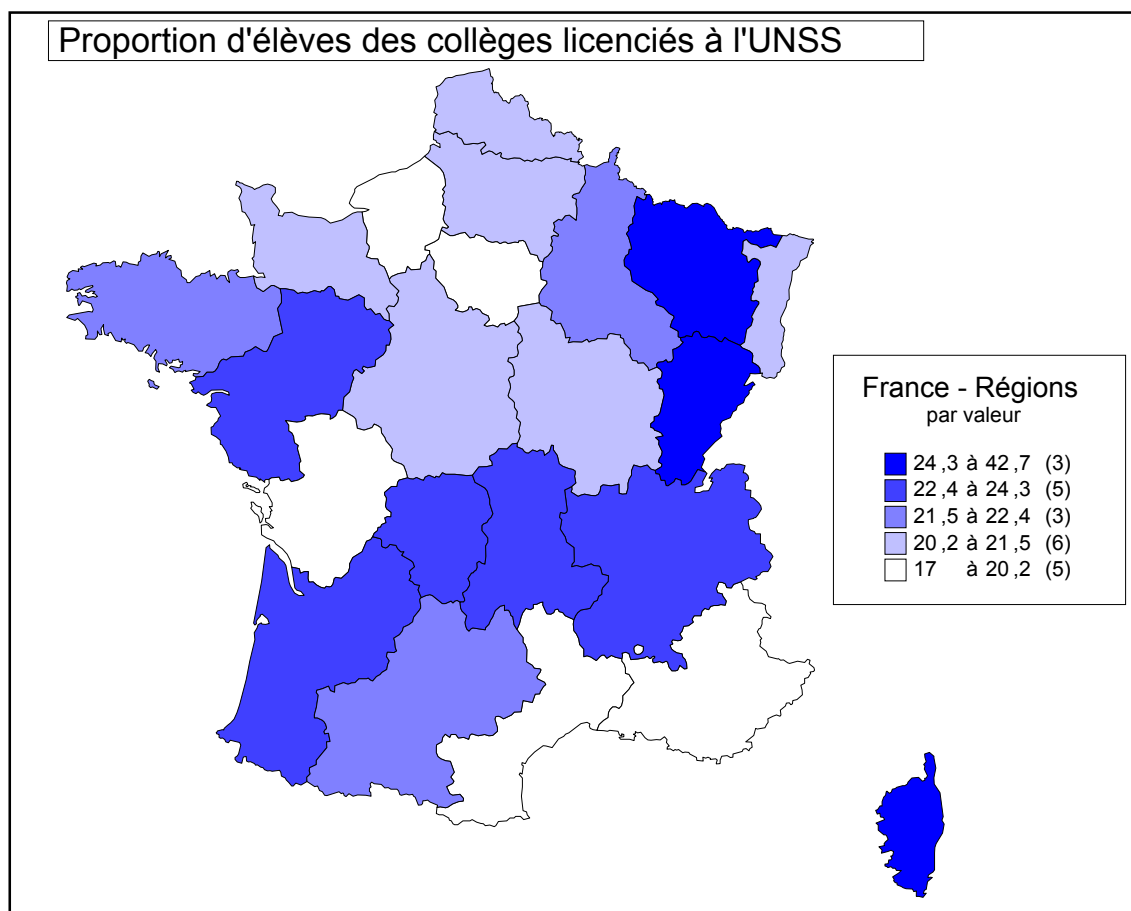 Proportion d'élèves des collèges licenciés à l'UNSS
France - Régions
par valeur
24 ,3 à 42 ,7 (3)
22 ,4 à 24 ,3 (5)
21 ,5 à 22 ,4 (3)
20 ,2 à 21 ,5 (6)
17 à 20 ,2 (5)